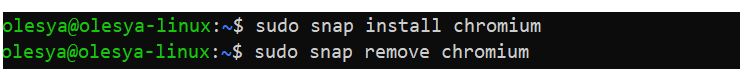 olesya@olesya-linux:~$ sudo snap install chromium
olesya@olesya-linux:~$ sudo snap remove chromium